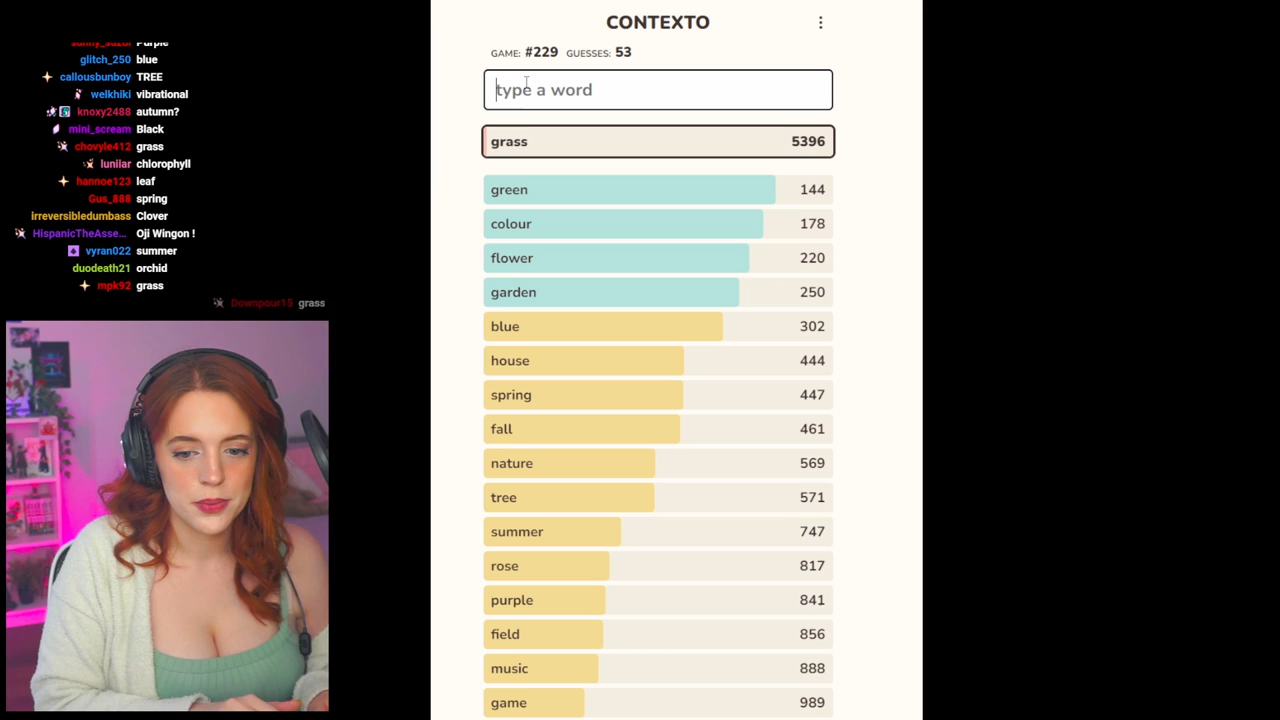 sunny_suzui Purple
glitch_250 blue
callousbunboy TREE
welkhiki vibrational
knoxy2488 autumn?
mini_scream Black
chovyle412 grass
luniiar chlorophyll
hannoe123 leaf
Gus_888 spring
irreversibledumbass Clover
HispanicTheAsse... Oji Wingon !
vyran022 summer
duodeath21 orchid
mpk92 grass
Downpour15 grass
CONTEXTO
GAME: #229 GUESSES: 53
type a word
grass 5396
green 144
colour 178
flower 220
garden 250
blue 302
house 444
spring 447
fall 461
nature 569
tree 571
summer 747
rose 817
purple 841
field 856
music 888
game 989